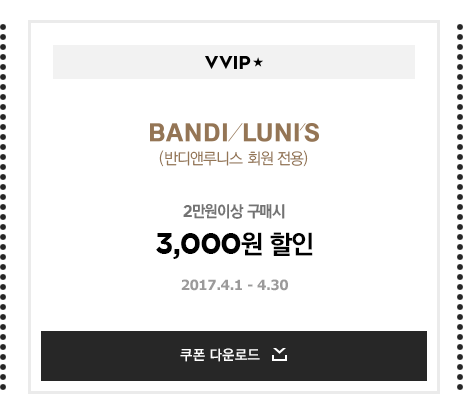 VVIP★
BANDI/LUNI'S
(반디앤루니스 회원 전용)
2만원이상 구매시
3,000원 할인
2017.4.1 - 4.30
쿠폰 다운로드